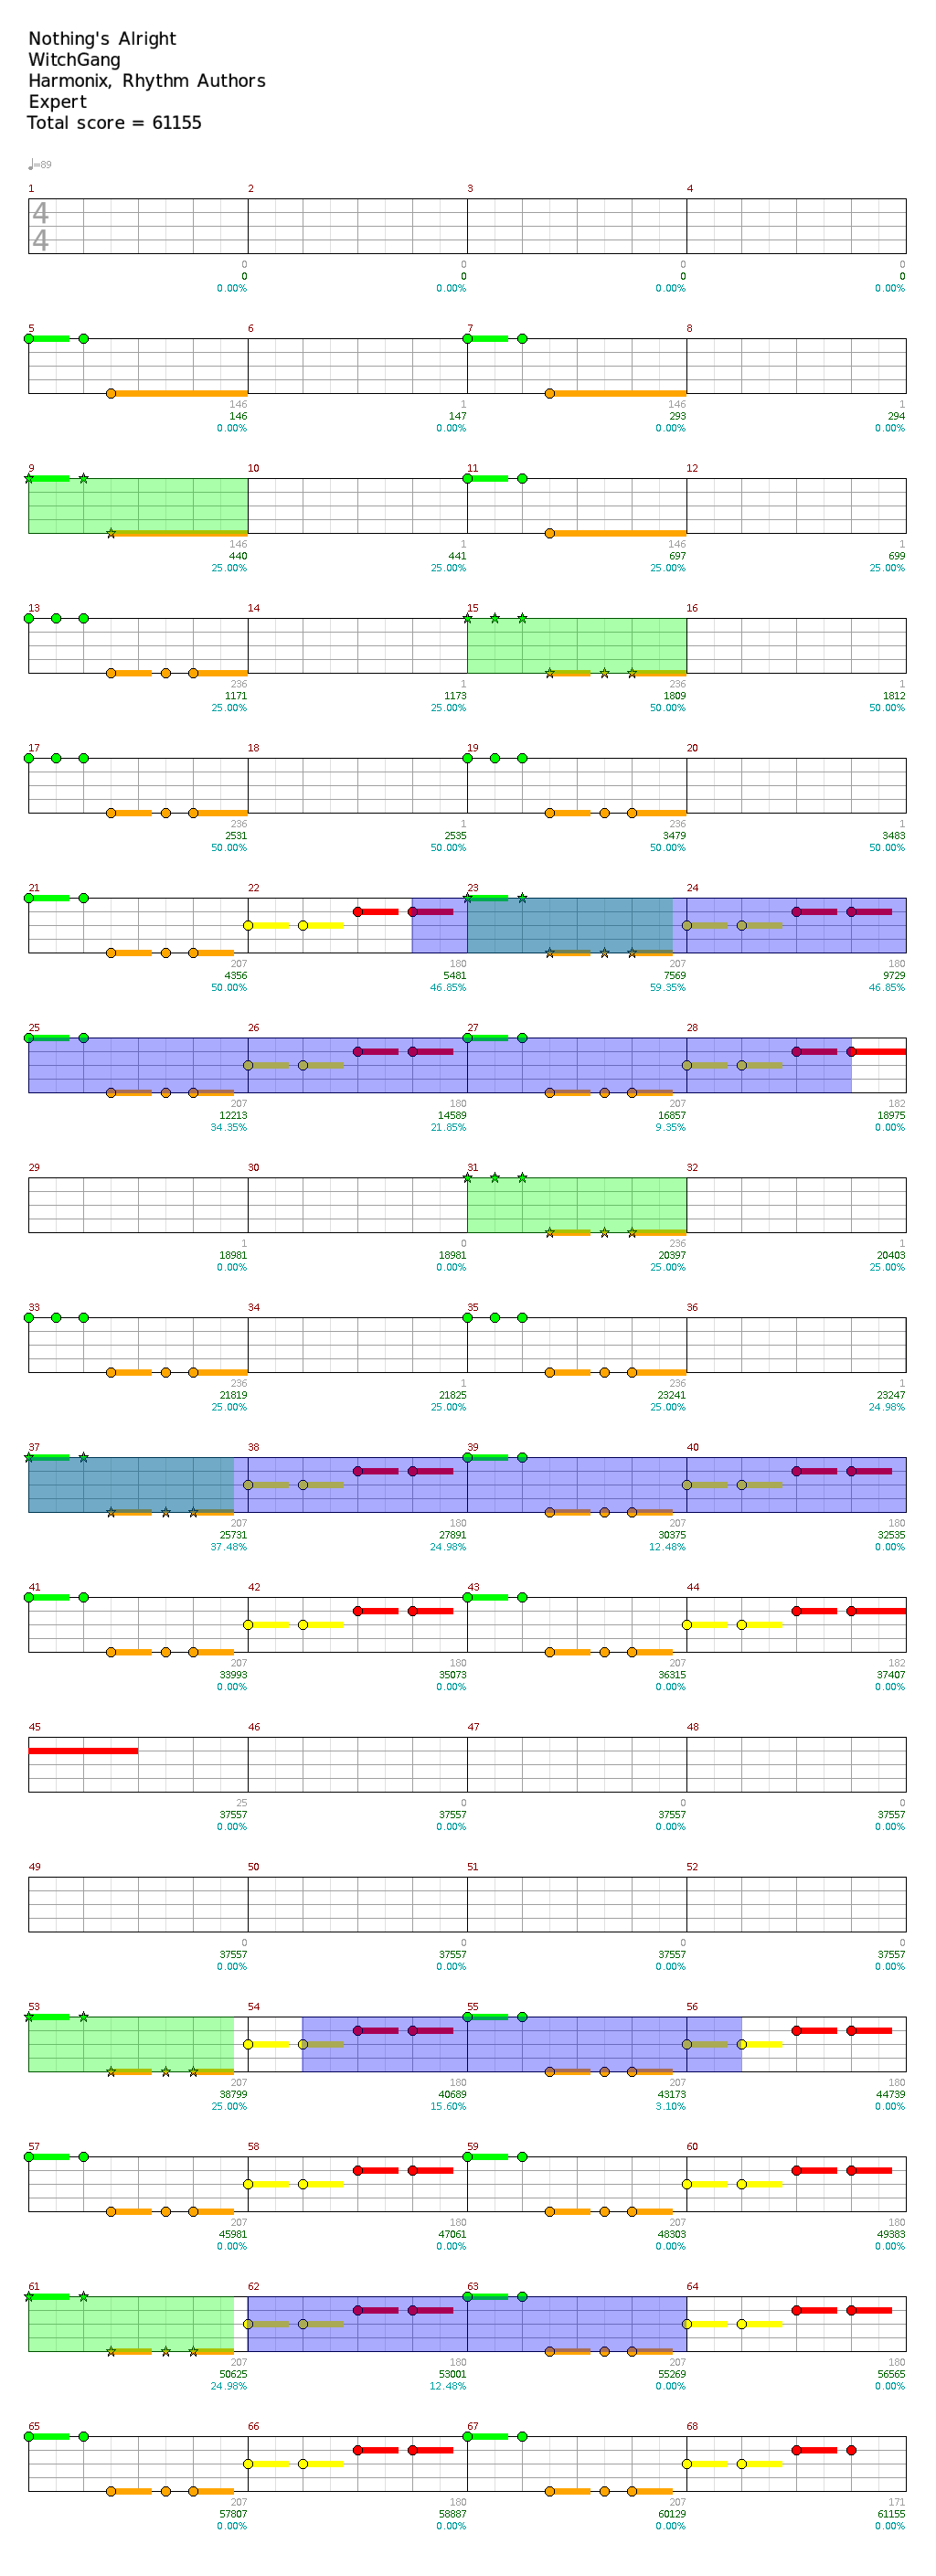 Nothing's Alright
WitchGang
Harmonix, Rhythm Authors
Expert
Total score = 61155
♩=89
1 2 3 4
4
4
0 0 0 0
0 0 0 0
0.00% 0.00% 0.00% 0.00%
5 6 7 8
146 1 146 1
146 147 293 294
0.00% 0.00% 0.00% 0.00%
9 10 11 12
146 1 146 1
440 441 697 699
25.00% 25.00% 25.00% 25.00%
13 14 15 16
236 1 236 1
1171 1173 1809 1812
25.00% 25.00% 50.00% 50.00%
17 18 19 20
236 1 236 1
2531 2535 3479 3483
50.00% 50.00% 50.00% 50.00%
21 22 23 24
207 180 207 180
4356 5481 7569 9729
50.00% 46.85% 59.35% 46.85%
25 26 27 28
207 180 207 182
12213 14589 16857 18975
34.35% 21.85% 9.35% 0.00%
29 30 31 32
1 0 236 1
18981 18981 20397 20403
0.00% 0.00% 25.00% 25.00%
33 34 35 36
236 1 236 1
21819 21825 23241 23247
25.00% 25.00% 25.00% 24.98%
37 38 39 40
207 180 207 180
25731 27891 30375 32535
37.48% 24.98% 12.48% 0.00%
41 42 43 44
207 180 207 182
33993 35073 36315 37407
0.00% 0.00% 0.00% 0.00%
45 46 47 48
25 0 0 0
37557 37557 37557 37557
0.00% 0.00% 0.00% 0.00%
49 50 51 52
0 0 0 0
37557 37557 37557 37557
0.00% 0.00% 0.00% 0.00%
53 54 55 56
207 180 207 180
38799 40689 43173 44739
25.00% 15.60% 3.10% 0.00%
57 58 59 60
207 180 207 180
45981 47061 48303 49383
0.00% 0.00% 0.00% 0.00%
61 62 63 64
207 180 207 180
50625 53001 55269 56565
24.98% 12.48% 0.00% 0.00%
65 66 67 68
207 180 207 171
57807 58887 60129 61155
0.00% 0.00% 0.00% 0.00%